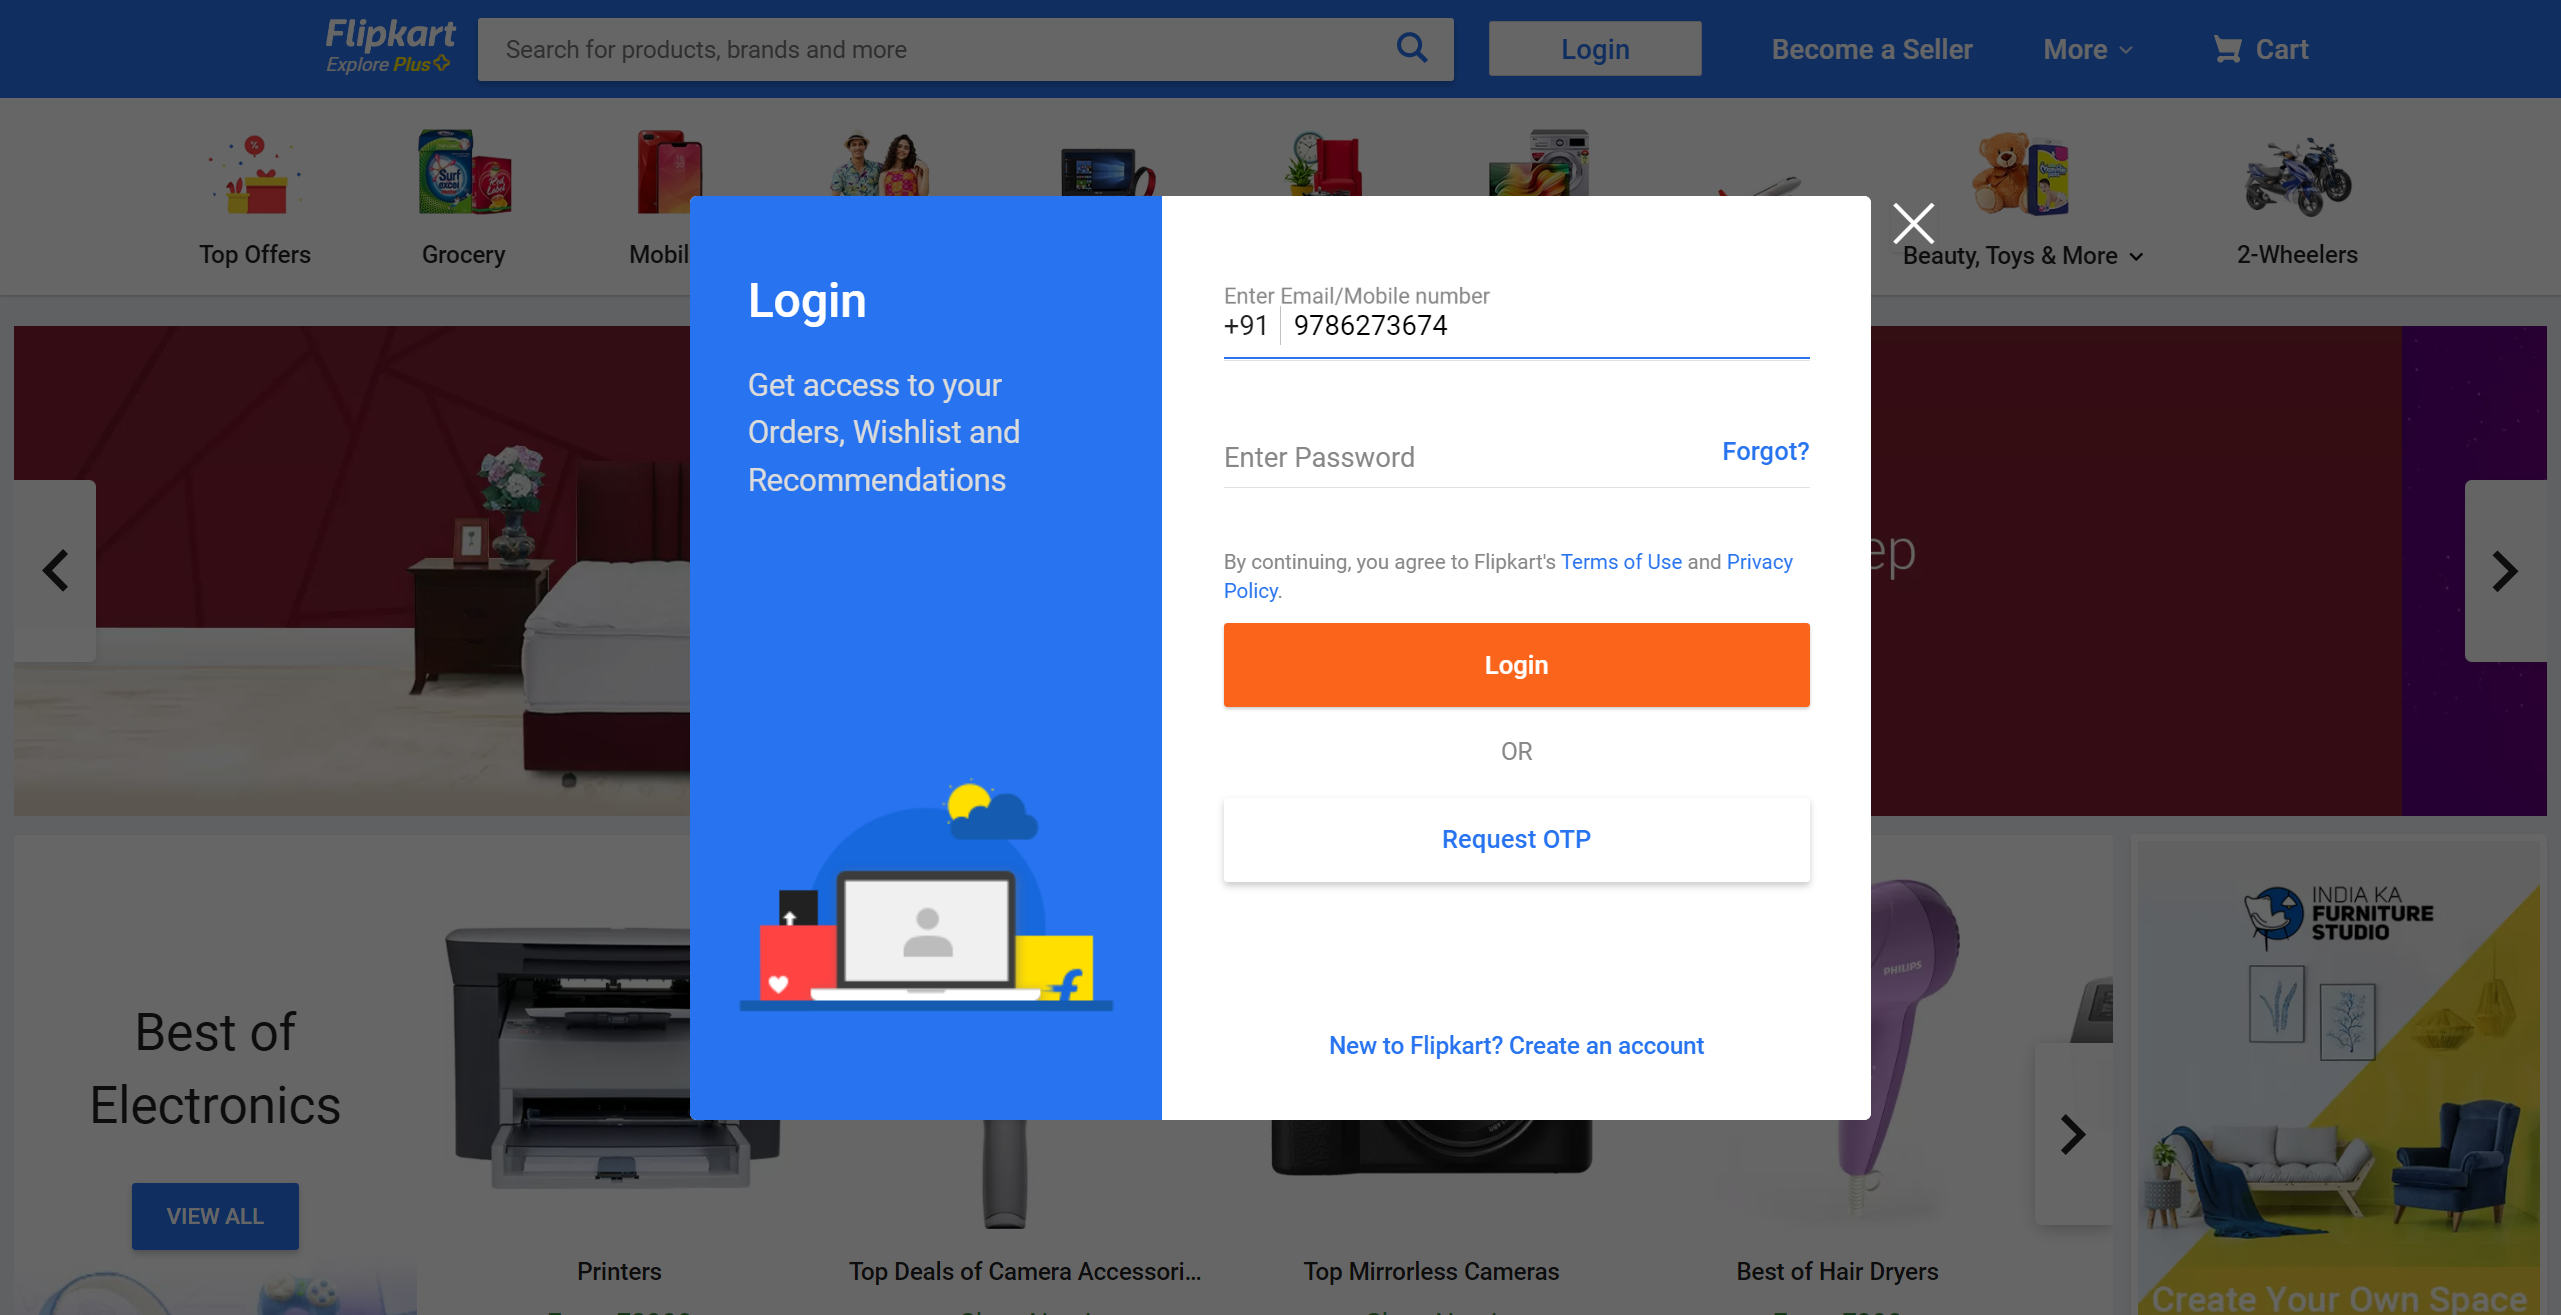 Flipkart
Explore Plus
Search for products, brands and more
Login
Become a Seller
More
Cart
Top Offers
Grocery
Mobil
Beauty, Toys & More
2-Wheelers
Login
Get access to your
Orders, Wishlist and
Recommendations
Enter Email/Mobile number
+91 9786273674
Enter Password
Forgot?
By continuing, you agree to Flipkart's Terms of Use and Privacy
Policy.
Login
OR
Request OTP
New to Flipkart? Create an account
ep
Best of
Electronics
VIEW ALL
Surf
excel
PHILIPS
INDIA KA
FURNITURE
STUDIO
Printers
Top Deals of Camera Accessori...
Top Mirrorless Cameras
Best of Hair Dryers
Create Your Own Space